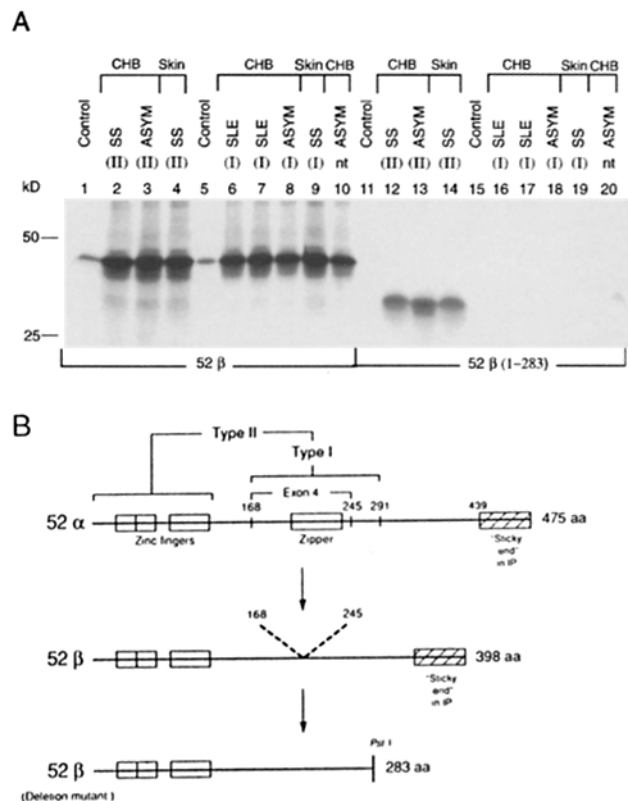 A
CHB Skin CHB Skin CHB CHB Skin CHB Skin CHB
Control SS ASYM SS Control SLE SLE ASYM SS ASYM Control SS ASYM SS Control SLE SLE ASYM SS ASYM
(II) (II) (II) (I) (I) (I) (I) nt (II) (II) (II) (I) (I) (I) (I) nt
kD 1 2 3 4 5 6 7 8 9 10 11 12 13 14 15 16 17 18 19 20
50
25
52 β 52 β (1–283)
B
Type II
Type I
Exon 4
168 245 291 439
52 α 475 aa
Zinc fingers Zipper "Sticky
end"
in IP
168 245
52 β 398 aa
"Sticky
end"
in IP
Pst I
52 β 283 aa
(Deleson mutant)